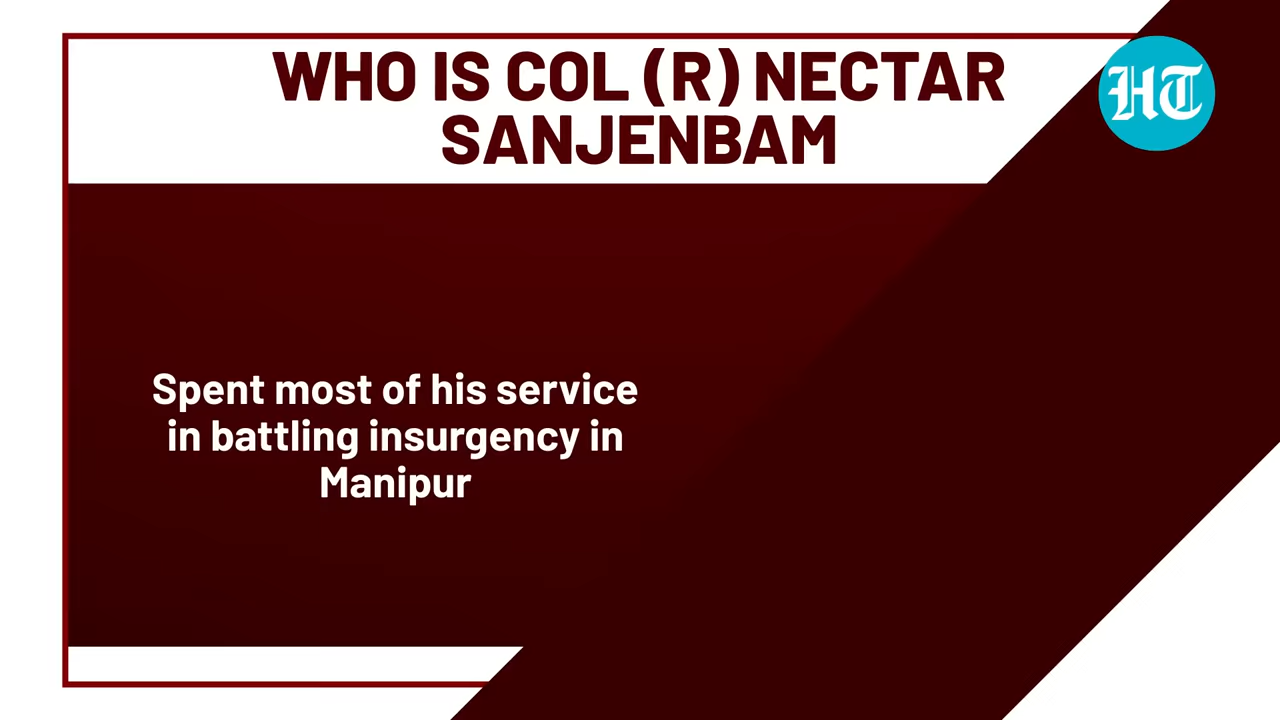 WHO IS COL (R) NECTAR
SANJENBAM
HT
Spent most of his service
in battling insurgency in
Manipur